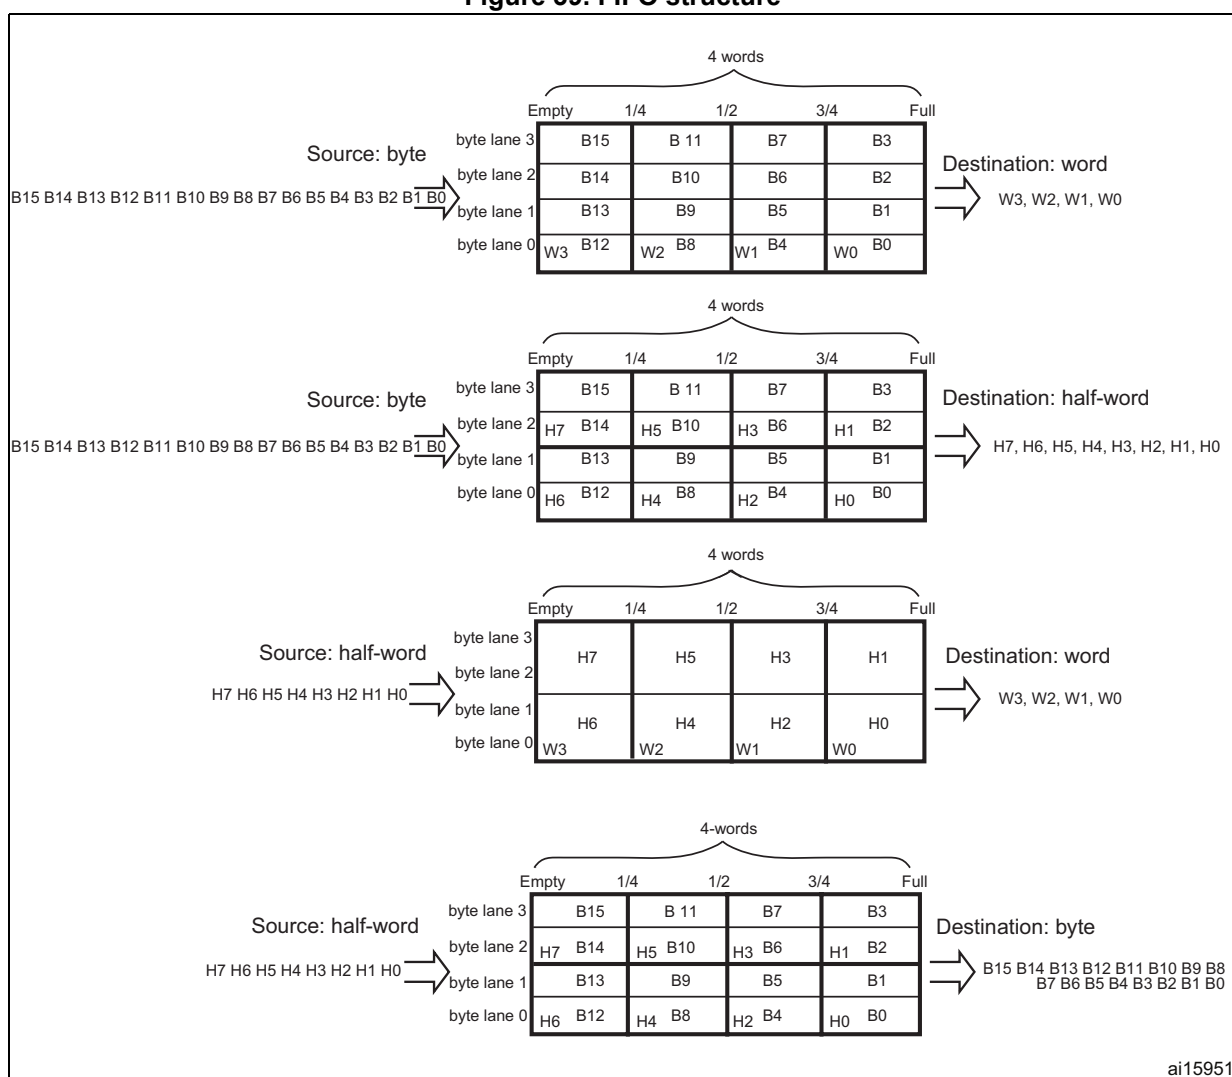 4 words
Empty 1/4 1/2 3/4 Full
Source: byte
B15 B14 B13 B12 B11 B10 B9 B8 B7 B6 B5 B4 B3 B2 B1 B0
byte lane 3 B15 B 11 B7 B3
byte lane 2 B14 B10 B6 B2
byte lane 1 B13 B9 B5 B1
byte lane 0 W3 B12 W2 B8 W1 B4 W0 B0
Destination: word
W3, W2, W1, W0
4 words
Empty 1/4 1/2 3/4 Full
Source: byte
B15 B14 B13 B12 B11 B10 B9 B8 B7 B6 B5 B4 B3 B2 B1 B0
byte lane 3 B15 B 11 B7 B3
byte lane 2 H7 B14 H5 B10 H3 B6 H1 B2
byte lane 1 B13 B9 B5 B1
byte lane 0 H6 B12 H4 B8 H2 B4 H0 B0
Destination: half-word
H7, H6, H5, H4, H3, H2, H1, H0
4 words
Empty 1/4 1/2 3/4 Full
Source: half-word
H7 H6 H5 H4 H3 H2 H1 H0
byte lane 3
H7 H5 H3 H1
byte lane 2
byte lane 1
H6 H4 H2 H0
byte lane 0 W3 W2 W1 W0
Destination: word
W3, W2, W1, W0
4-words
Empty 1/4 1/2 3/4 Full
Source: half-word
H7 H6 H5 H4 H3 H2 H1 H0
byte lane 3 B15 B 11 B7 B3
byte lane 2 H7 B14 H5 B10 H3 B6 H1 B2
byte lane 1 B13 B9 B5 B1
byte lane 0 H6 B12 H4 B8 H2 B4 H0 B0
Destination: byte
B15 B14 B13 B12 B11 B10 B9 B8
B7 B6 B5 B4 B3 B2 B1 B0
ai15951